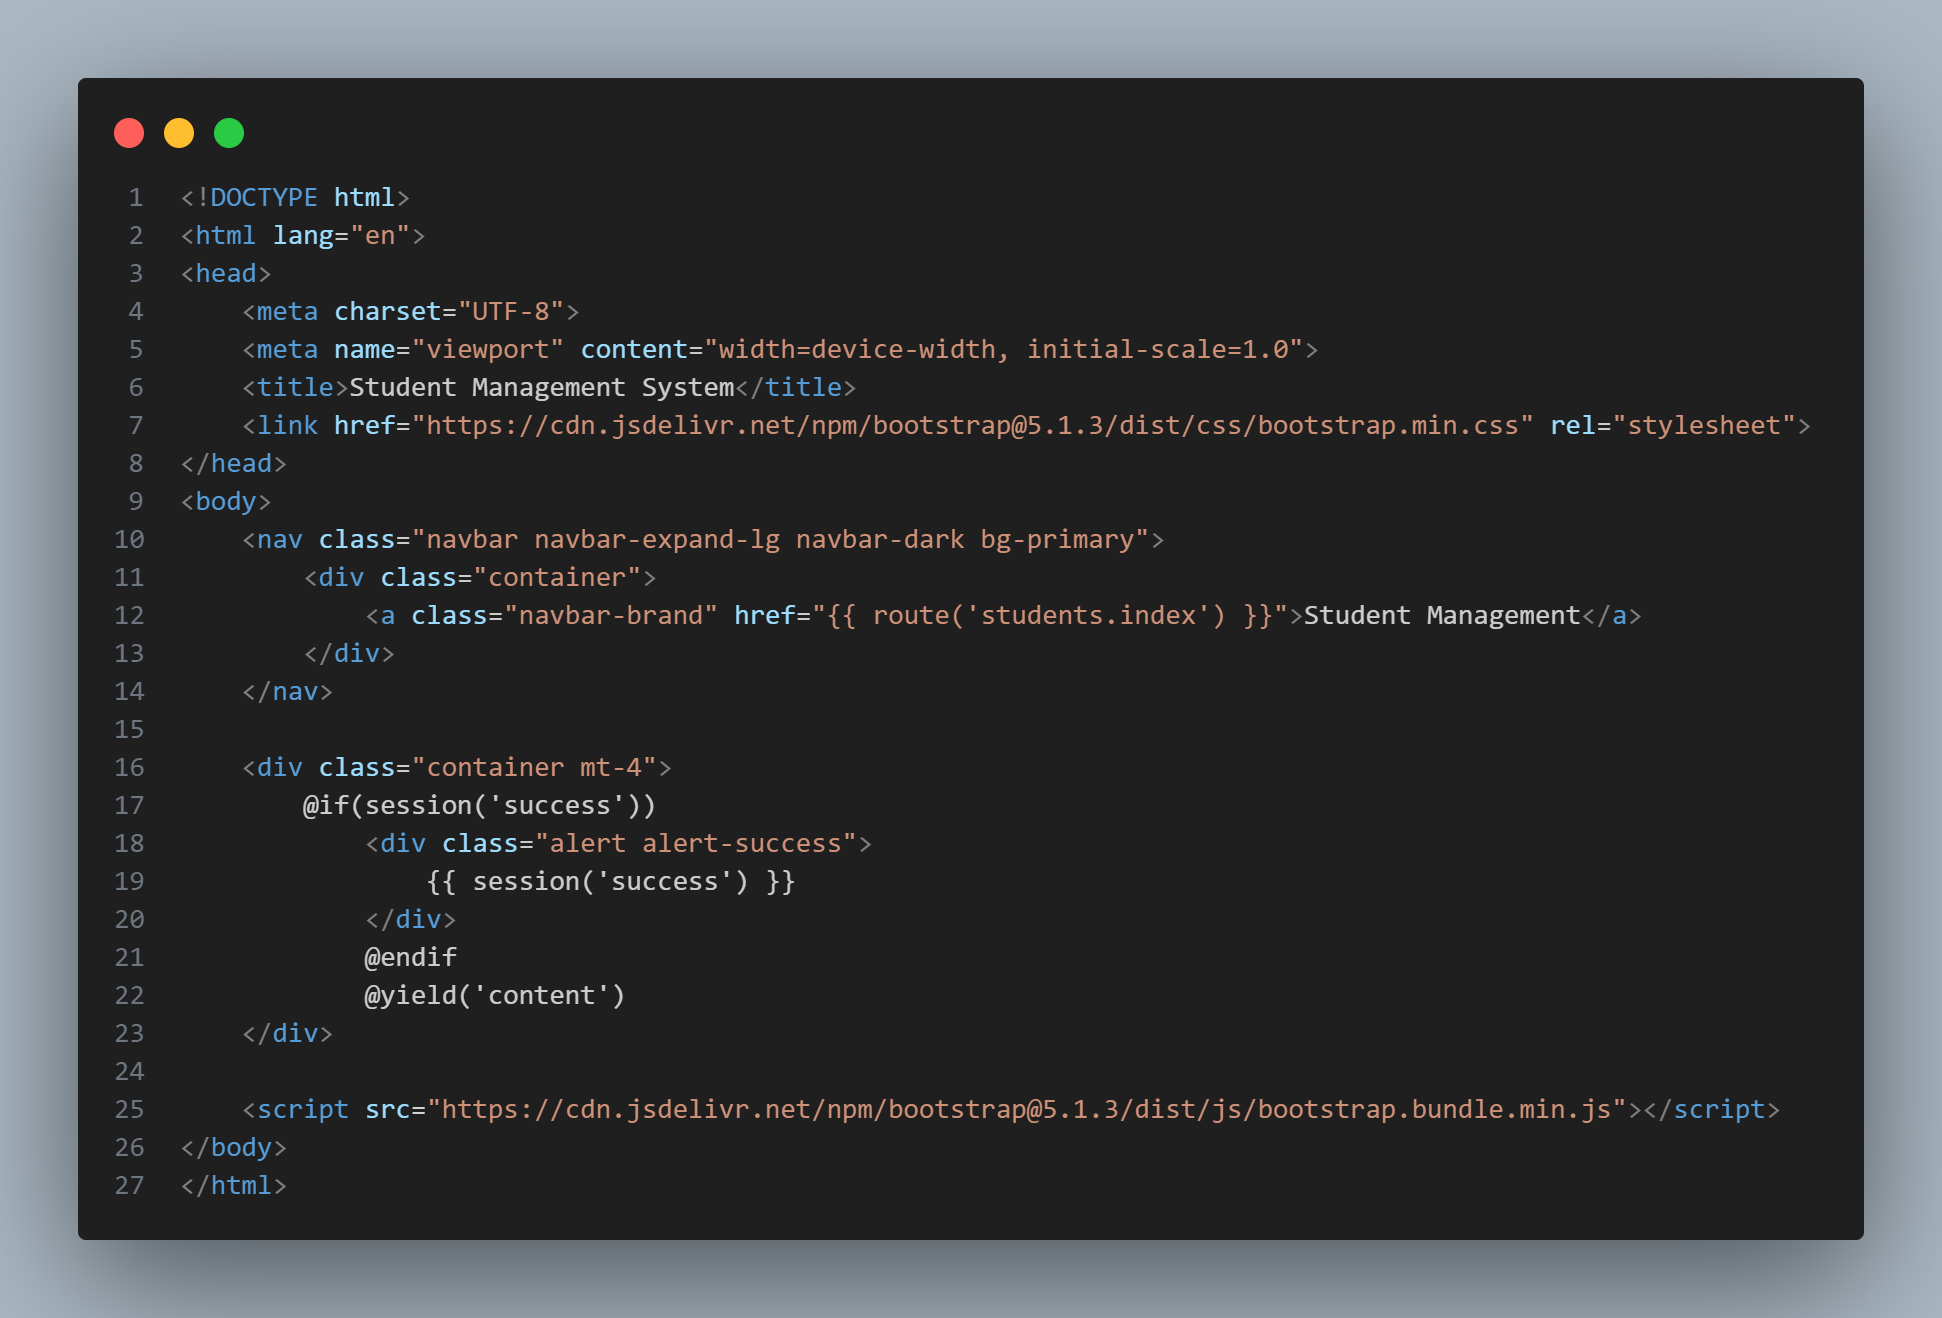 1 <!DOCTYPE html>
2 <html lang="en">
3 <head>
4     <meta charset="UTF-8">
5     <meta name="viewport" content="width=device-width, initial-scale=1.0">
6     <title>Student Management System</title>
7     <link href="https://cdn.jsdelivr.net/npm/bootstrap@5.1.3/dist/css/bootstrap.min.css" rel="stylesheet">
8 </head>
9 <body>
10     <nav class="navbar navbar-expand-lg navbar-dark bg-primary">
11         <div class="container">
12             <a class="navbar-brand" href="{{ route('students.index') }}">Student Management</a>
13         </div>
14     </nav>
15
16     <div class="container mt-4">
17         @if(session('success'))
18             <div class="alert alert-success">
19                 {{ session('success') }}
20             </div>
21             @endif
22             @yield('content')
23     </div>
24
25     <script src="https://cdn.jsdelivr.net/npm/bootstrap@5.1.3/dist/js/bootstrap.bundle.min.js"></script>
26 </body>
27 </html>